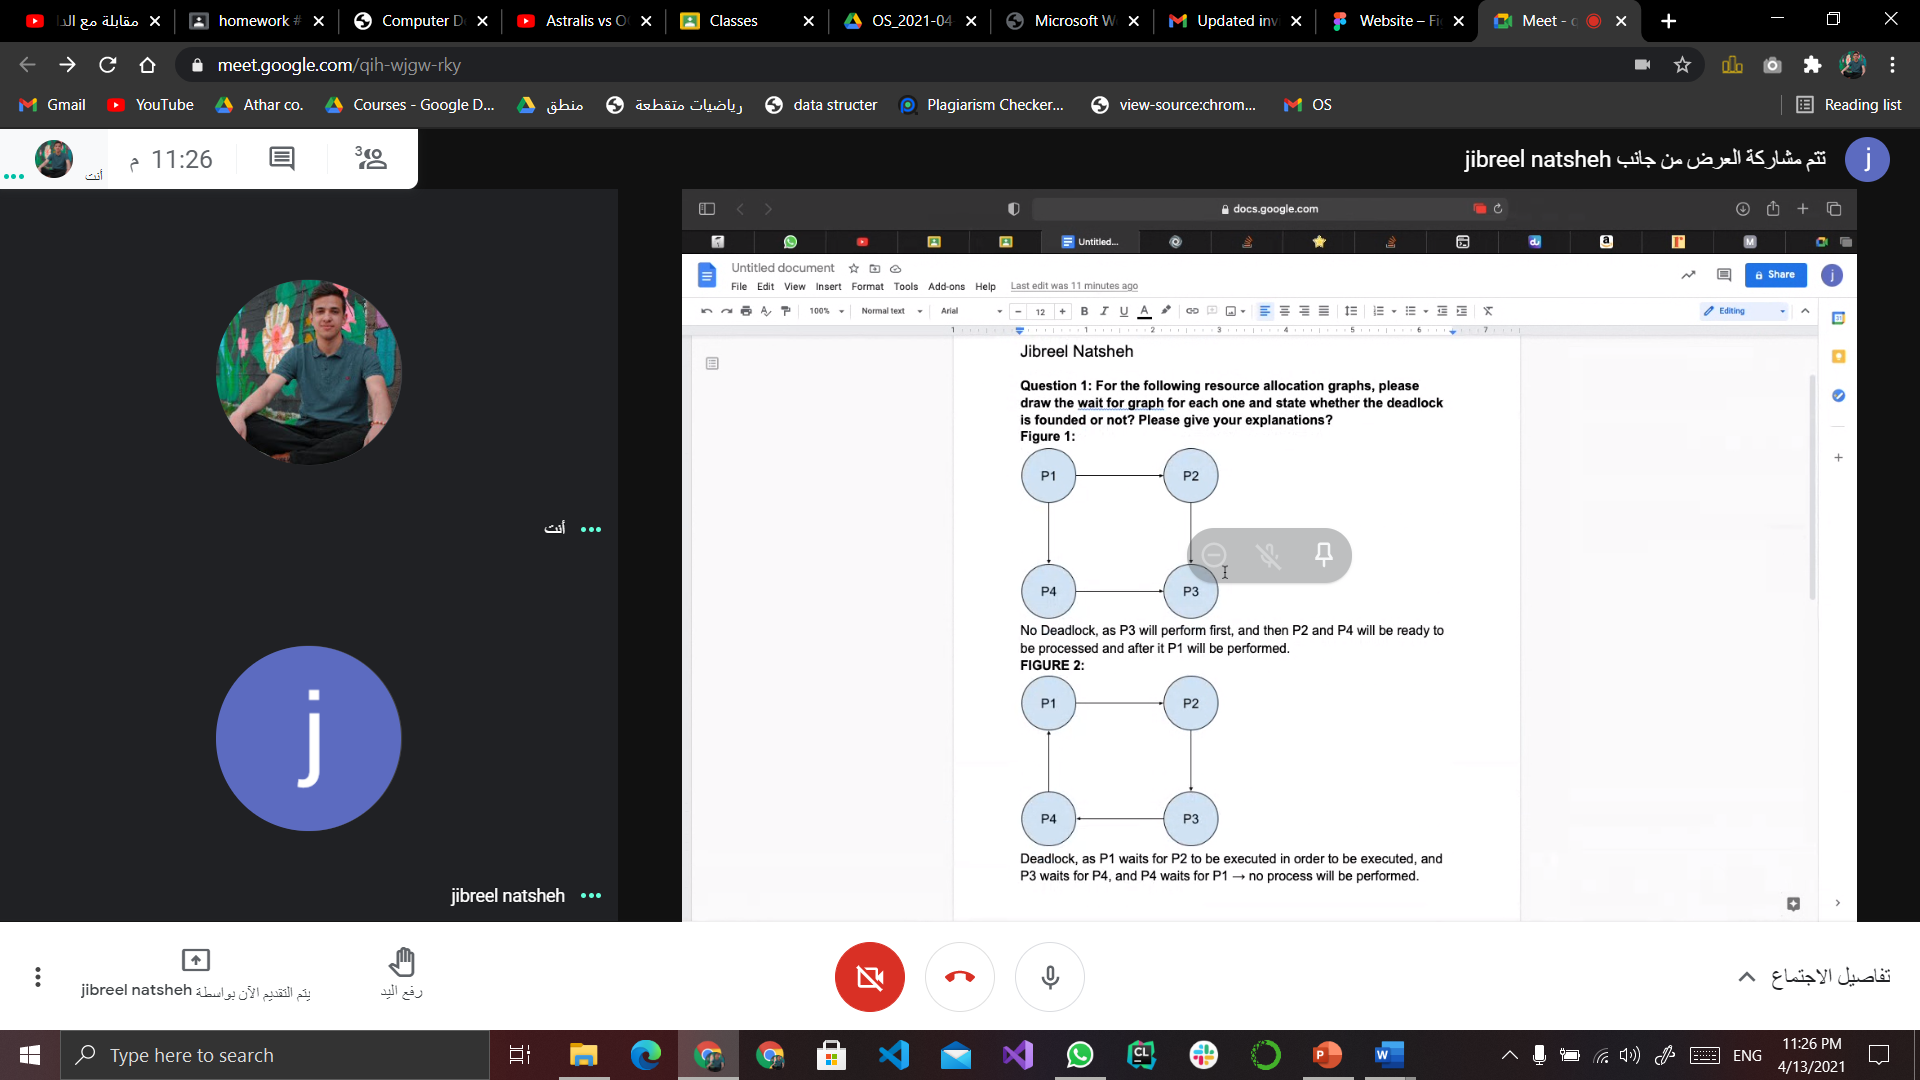 مقابلة مع الدا
homework #
Computer D
Astralis vs O
Classes
OS_2021-04
Microsoft W
Updated inv
Website – Fi
Meet -
meet.google.com/qih-wjgw-rky
Gmail
YouTube
Athar co.
Courses - Google D...
منطق
رياضيات متقطعة
data structer
Plagiarism Checker...
view-source:chrom...
OS
Reading list
أنت
11:26 م
3
تتم مشاركة العرض من جانب jibreel natsheh
j
docs.google.com
Untitled...
Untitled document
File Edit View Insert Format Tools Add-ons Help Last edit was 11 minutes ago
Share
j
100% Normal text Arial 12 B I U A Editing
1 1 2 3 4 5 6 7
Jibreel Natsheh
Question 1: For the following resource allocation graphs, please
draw the wait for graph for each one and state whether the deadlock
is founded or not? Please give your explanations?
Figure 1:
P1 P2
P4 P3
No Deadlock, as P3 will perform first, and then P2 and P4 will be ready to
be processed and after it P1 will be performed.
FIGURE 2:
P1 P2
P4 P3
Deadlock, as P1 waits for P2 to be executed in order to be executed, and
P3 waits for P4, and P4 waits for P1 → no process will be performed.
أنت
j
jibreel natsheh
يتم التقديم الآن بواسطة jibreel natsheh
رفع اليد
تفاصيل الاجتماع
Type here to search
ENG
11:26 PM
4/13/2021